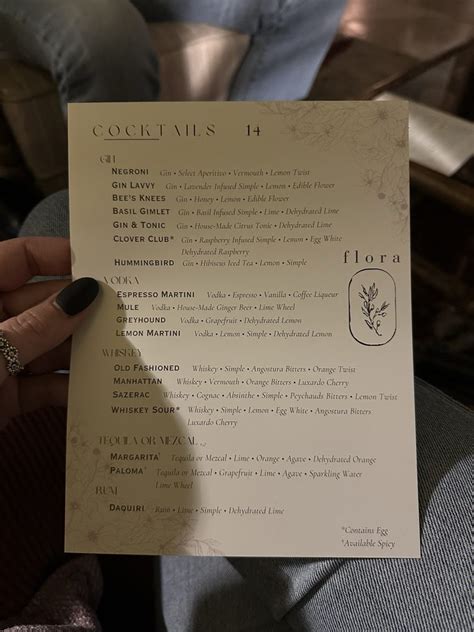 COCKTAILS 14
GIN
NEGRONI Gin • Select Aperitivo • Vermouth • Lemon Twist
GIN LAVVY Gin • Lavender Infused Simple • Lemon • Edible Flower
BEE'S KNEES Gin • Honey • Lemon • Edible Flower
BASIL GIMLET Gin • Basil Infused Simple • Lime • Dehydrated Lime
GIN & TONIC Gin • House-Made Citrus Tonic • Dehydrated Lime
CLOVER CLUB* Gin • Raspberry Infused Simple • Lemon • Egg White
Dehydrated Raspberry
HUMMINGBIRD Gin • Hibiscus Iced Tea • Lemon • Simple
flora
VODKA
ESPRESSO MARTINI Vodka • Espresso • Vanilla • Coffee Liqueur
MULE Vodka • House-Made Ginger Beer • Lime Wheel
GREYHOUND Vodka • Grapefruit • Dehydrated Lemon
LEMON MARTINI Vodka • Lemon • Simple • Dehydrated Lemon
WHISKEY
OLD FASHIONED Whiskey • Simple • Angostura Bitters • Orange Twist
MANHATTAN Whiskey • Vermouth • Orange Bitters • Luxardo Cherry
SAZERAC Whiskey • Cognac • Absinthe • Simple • Peychauds Bitters • Lemon Twist
WHISKEY SOUR* Whiskey • Simple • Lemon • Egg White • Angostura Bitters
Luxardo Cherry
TEQUILA OR MEZCAL +2
MARGARITA Tequila or Mezcal • Lime • Orange • Agave • Dehydrated Orange
PALOMA Tequila or Mezcal • Grapefruit • Lime • Agave • Sparkling Water
Lime Wheel
RUM
DAQUIRI Rum • Lime • Simple • Dehydrated Lime
*Contains Egg
Available Spicy